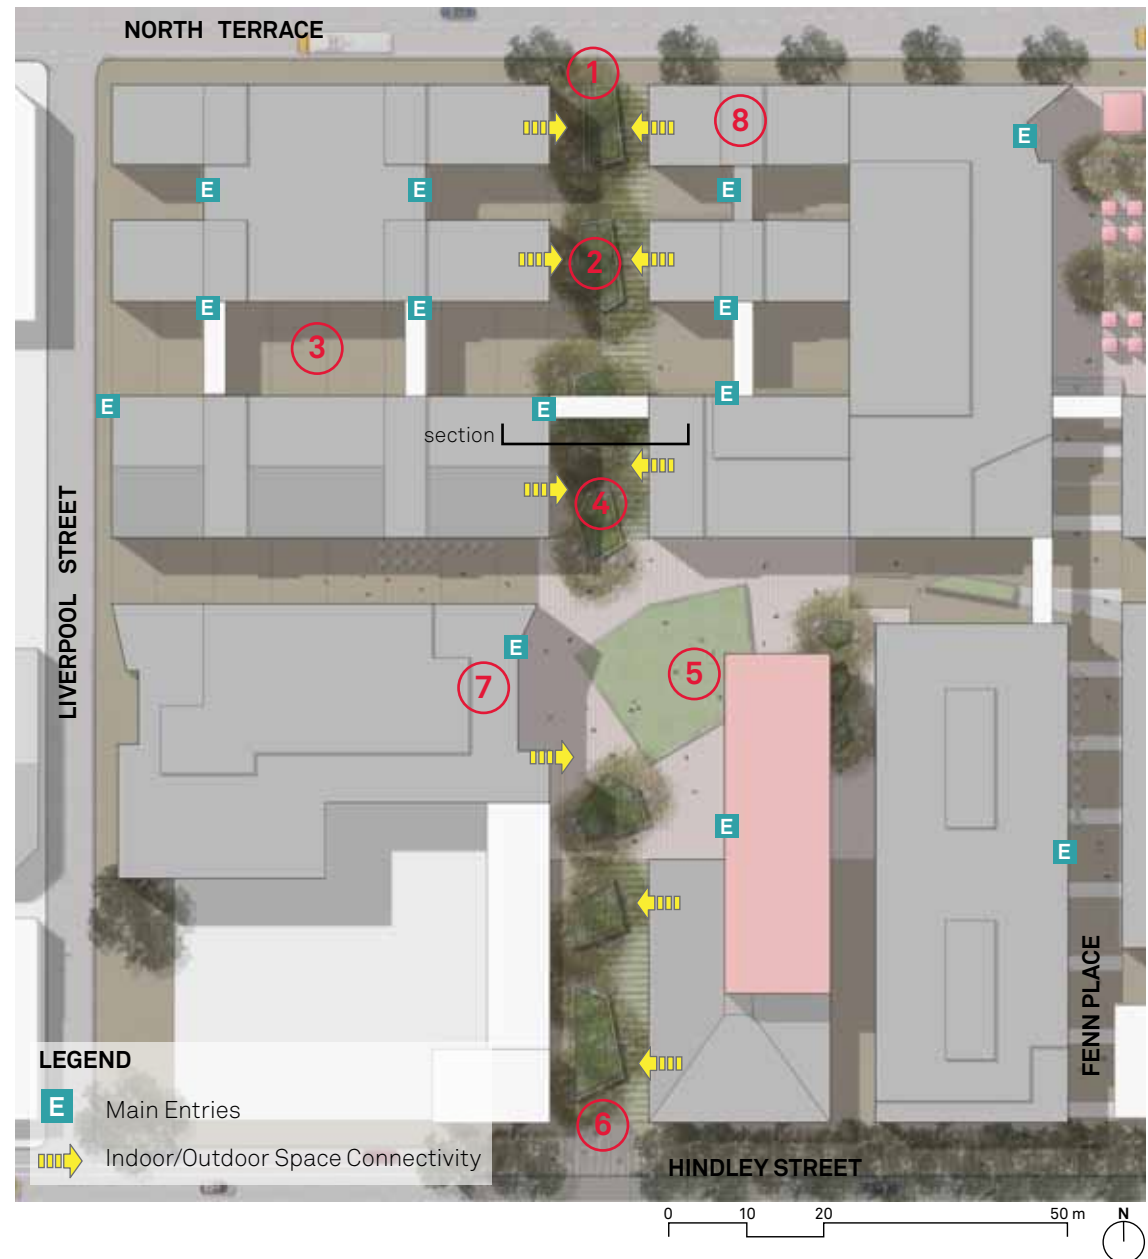 NORTH TERRACE
1
8
E
E
E
E
2
E
E
E
3
E
E
E
section
4
LIVERPOOL STREET
E
5
7
E
E
FENN PLACE
LEGEND
E Main Entries
Indoor/Outdoor Space Connectivity
6
HINDLEY STREET
0 10 20 50 m N